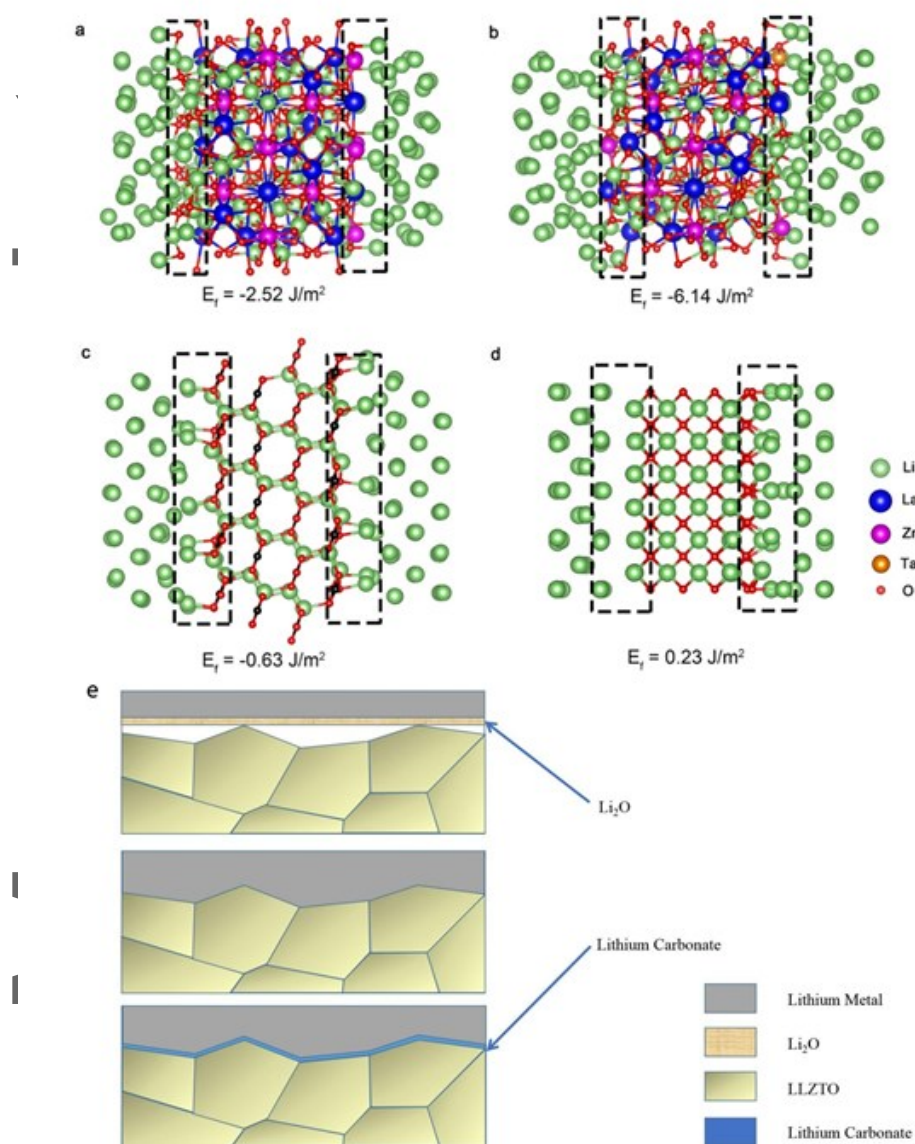 a
b
E_f = -2.52 J/m²
E_f = -6.14 J/m²
c
d
Li
La
Zr
Ta
O
E_f = -0.63 J/m²
E_f = 0.23 J/m²
e
Li₂O
Lithium Carbonate
Lithium Metal
Li₂O
LLZTO
Lithium Carbonate